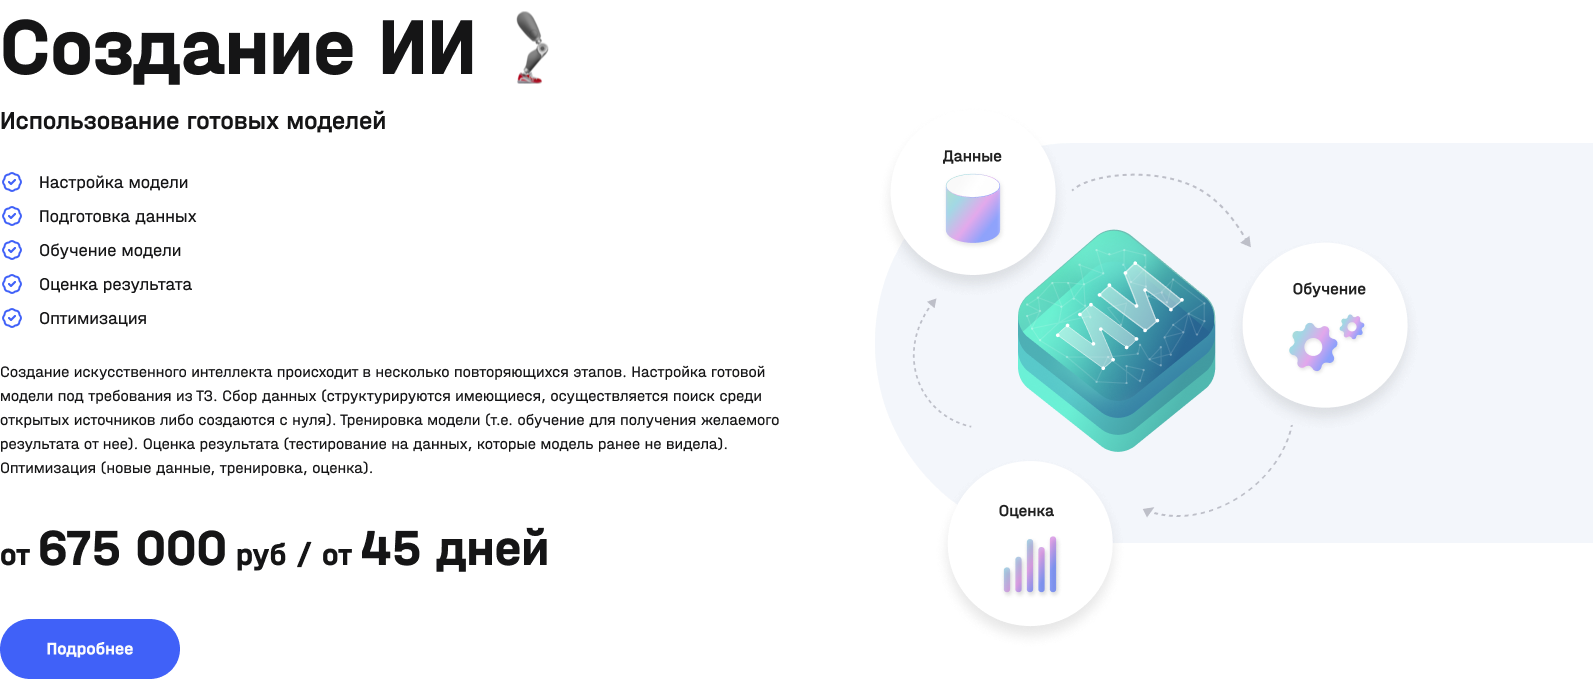 Создание ИИ
Использование готовых моделей
Настройка модели
Подготовка данных
Обучение модели
Оценка результата
Оптимизация
Создание искусственного интеллекта происходит в несколько повторяющихся этапов. Настройка готовой
модели под требования из ТЗ. Сбор данных (структурируются имеющиеся, осуществляется поиск среди
открытых источников либо создаются с нуля). Тренировка модели (т.е. обучение для получения желаемого
результата от нее). Оценка результата (тестирование на данных, которые модель ранее не видела).
Оптимизация (новые данные, тренировка, оценка).
от 675 000 руб / от 45 дней
Подробнее
Данные
ИИ
Обучение
Оценка